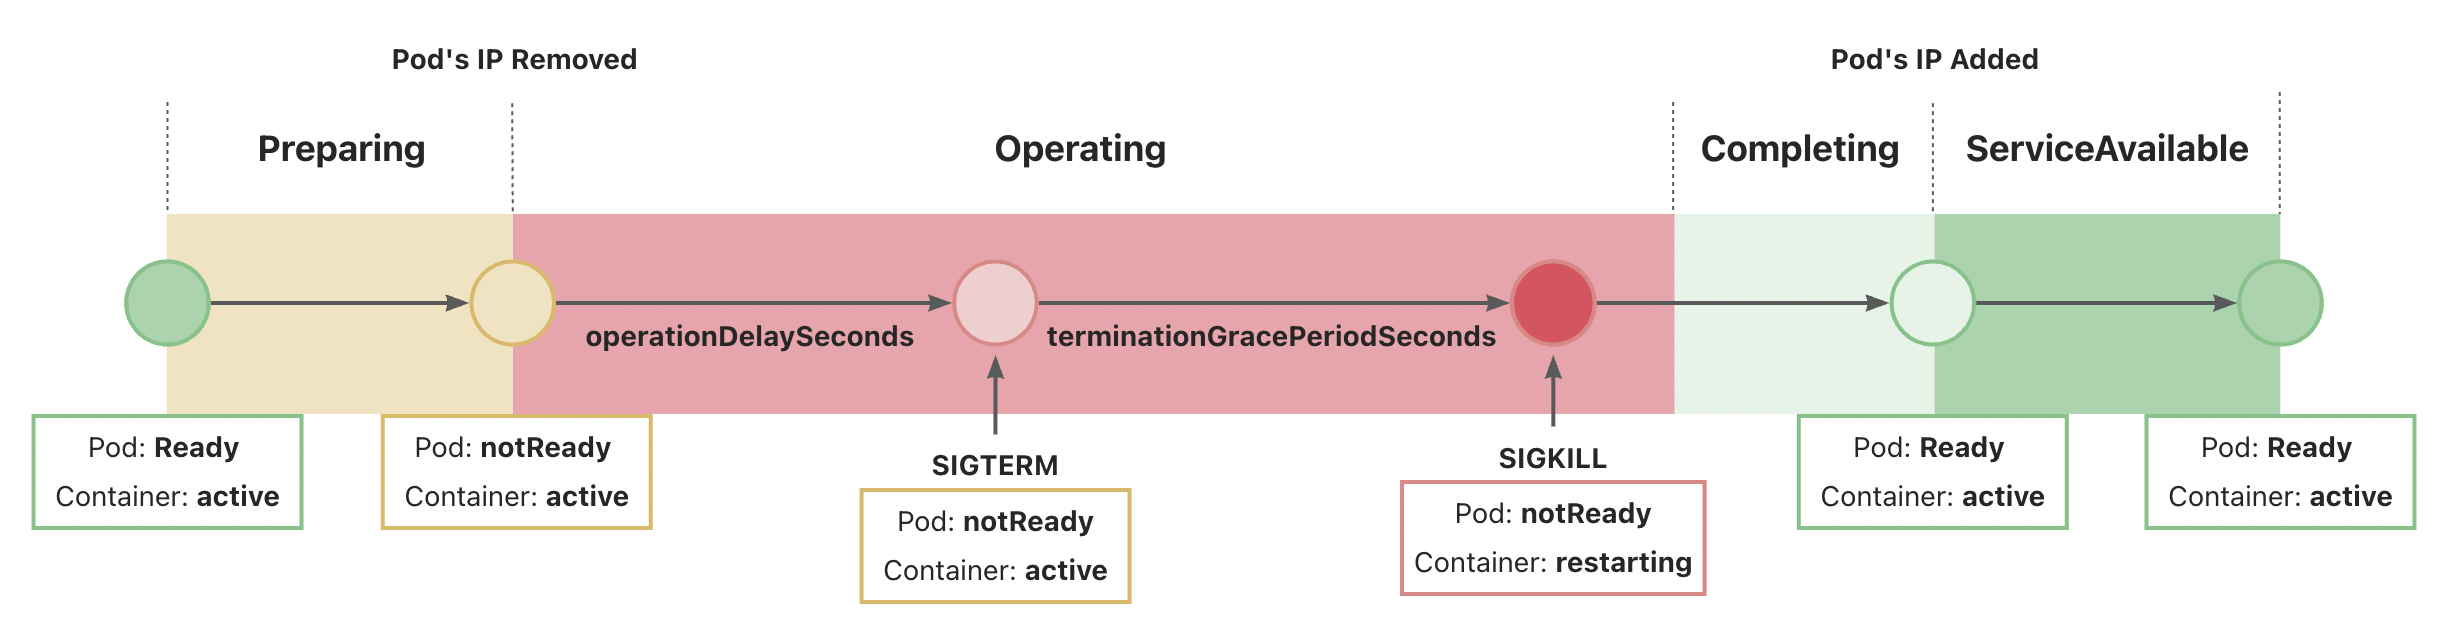 Pod's IP Removed
Pod's IP Added
Preparing
Operating
Completing
ServiceAvailable
operationDelaySeconds
terminationGracePeriodSeconds
Pod: Ready
Container: active
Pod: notReady
Container: active
SIGTERM
Pod: notReady
Container: active
SIGKILL
Pod: notReady
Container: restarting
Pod: Ready
Container: active
Pod: Ready
Container: active